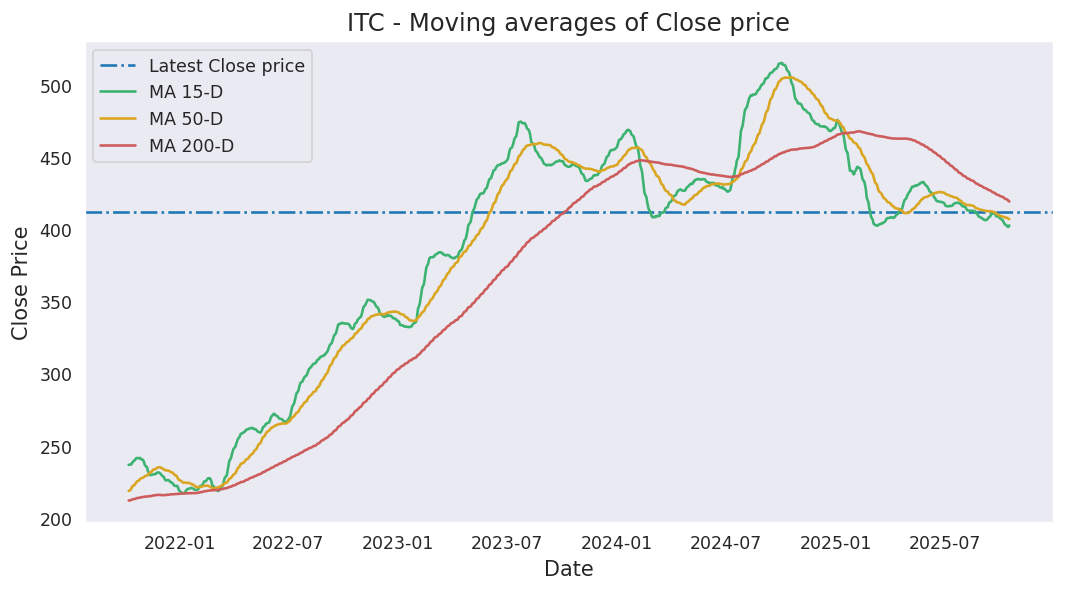 ITC - Moving averages of Close price
Latest Close price
MA 15-D
MA 50-D
MA 200-D
Close Price
500
450
400
350
300
250
200
2022-01 2022-07 2023-01 2023-07 2024-01 2024-07 2025-01 2025-07
Date